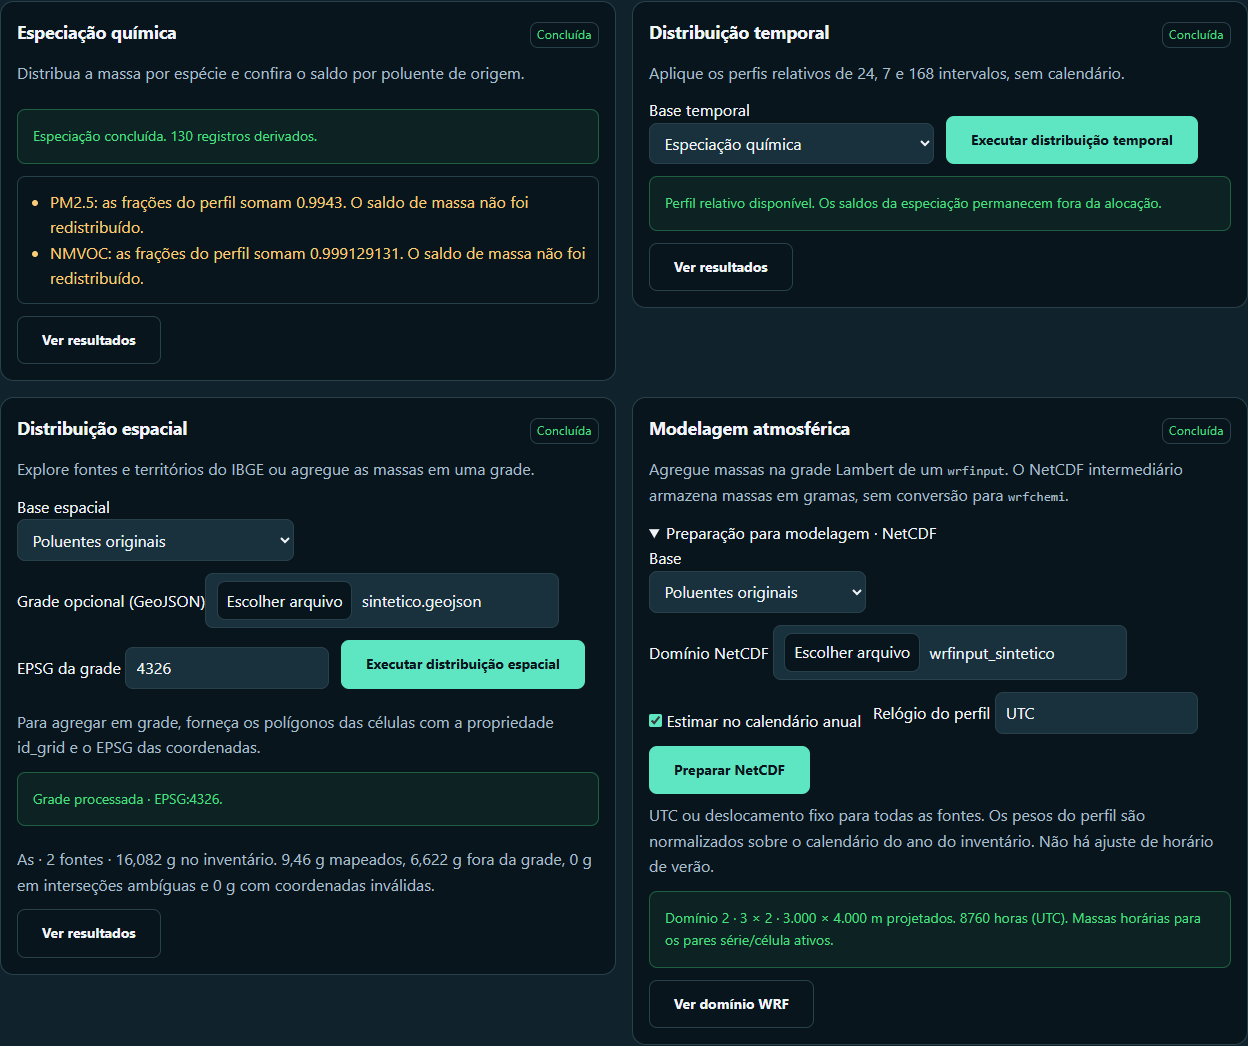 Especiação química
Concluída
Distribua a massa por espécie e confira o saldo por poluente de origem.
Especiação concluída. 130 registros derivados.
• PM2.5: as frações do perfil somam 0.9943. O saldo de massa não foi
redistribuído.
• NMVOC: as frações do perfil somam 0.999129131. O saldo de massa não foi
redistribuído.
Ver resultados
Distribuição temporal
Concluída
Aplique os perfis relativos de 24, 7 e 168 intervalos, sem calendário.
Base temporal
Especiação química
Executar distribuição temporal
Perfil relativo disponível. Os saldos da especiação permanecem fora da alocação.
Ver resultados
Distribuição espacial
Concluída
Explore fontes e territórios do IBGE ou agregue as massas em uma grade.
Base espacial
Poluentes originais
Grade opcional (GeoJSON) Escolher arquivo sintetico.geojson
EPSG da grade 4326 Executar distribuição espacial
Para agregar em grade, forneça os polígonos das células com a propriedade
id_grid e o EPSG das coordenadas.
Grade processada · EPSG:4326.
As · 2 fontes · 16,082 g no inventário. 9,46 g mapeados, 6,622 g fora da grade, 0 g
em interseções ambíguas e 0 g com coordenadas inválidas.
Ver resultados
Modelagem atmosférica
Concluída
Agregue massas na grade Lambert de um wrfinput. O NetCDF intermediário
armazena massas em gramas, sem conversão para wrfchemi.
▼ Preparação para modelagem · NetCDF
Base
Poluentes originais
Domínio NetCDF Escolher arquivo wrfinput_sintetico
Estimar no calendário anual Relógio do perfil UTC
Preparar NetCDF
UTC ou deslocamento fixo para todas as fontes. Os pesos do perfil são
normalizados sobre o calendário do ano do inventário. Não há ajuste de horário
de verão.
Domínio 2 · 3 × 2 · 3.000 × 4.000 m projetados. 8760 horas (UTC). Massas horárias para
os pares série/célula ativos.
Ver domínio WRF